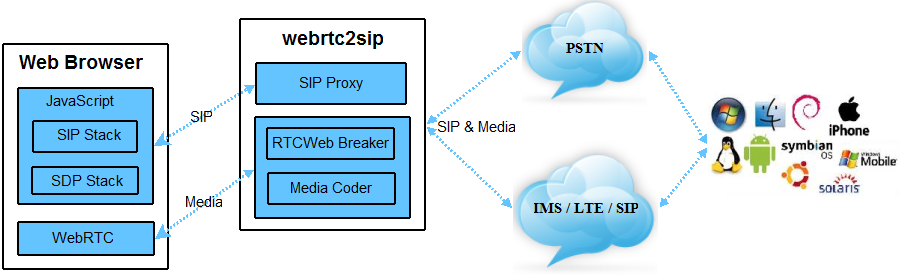 Web Browser
JavaScript
SIP Stack
SDP Stack
WebRTC
SIP
Media
webrtc2sip
SIP Proxy
RTCWeb Breaker
Media Coder
SIP & Media
PSTN
IMS / LTE / SIP
iPhone
symbian
OS
Windows
Mobile
solaris